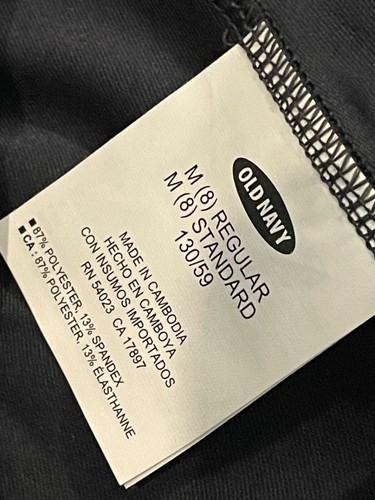 OLD NAVY
M (8) REGULAR
M (8) STANDARD
130/59
MADE IN CAMBODIA
HECHO EN CAMBOYA
CON INSUMOS IMPORTADOS
RN 54023 CA 17897
■ 87% POLYESTER, 13% SPANDEX
■ CA : 87% POLYESTER, 13% ÉLASTHANNE